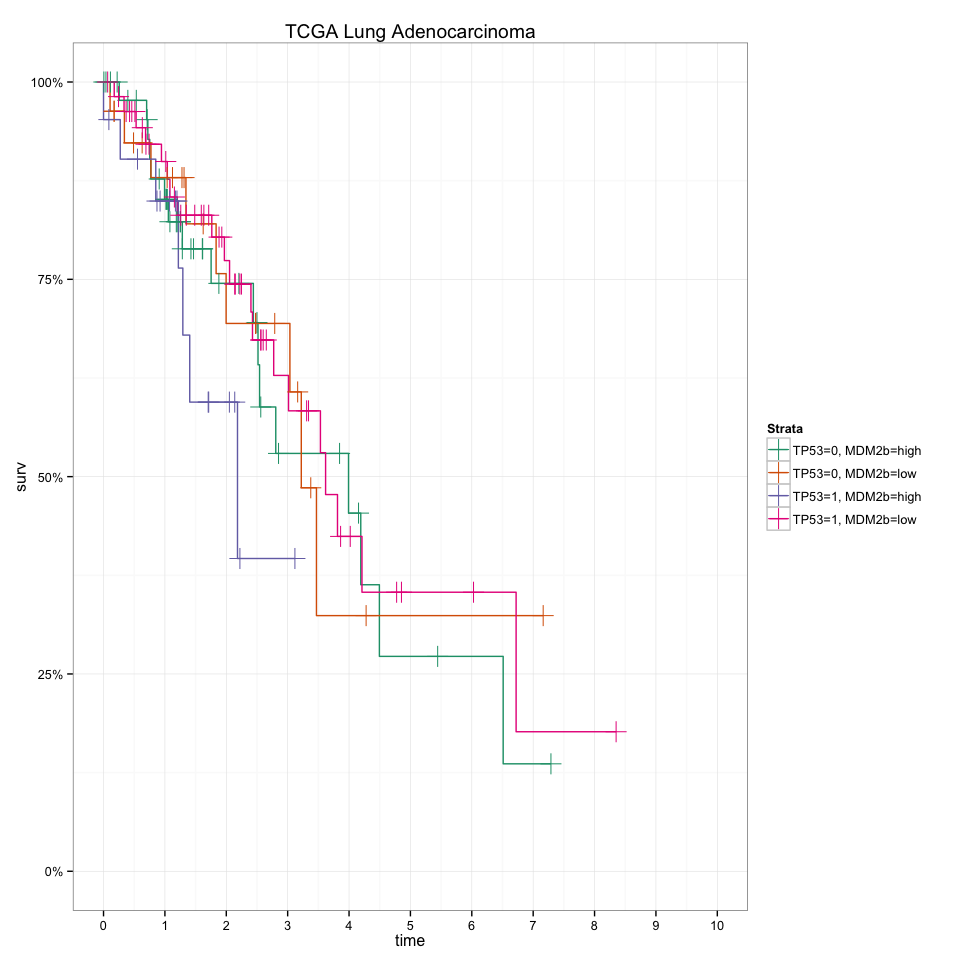 TCGA Lung Adenocarcinoma
100%
75%
50%
25%
0%
surv
0 1 2 3 4 5 6 7 8 9 10
time
Strata
TP53=0, MDM2b=high
TP53=0, MDM2b=low
TP53=1, MDM2b=high
TP53=1, MDM2b=low